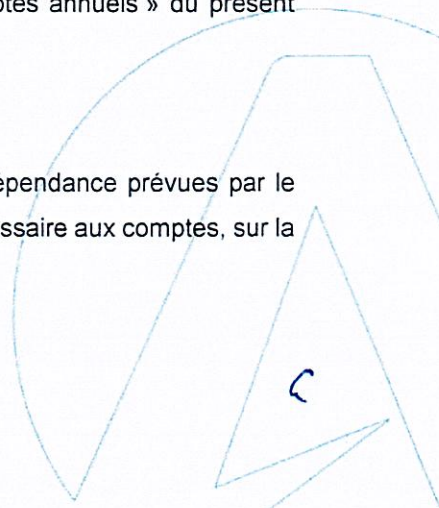 ptes annuels » du présent
épendance prévues par le
ssaire aux comptes, sur la